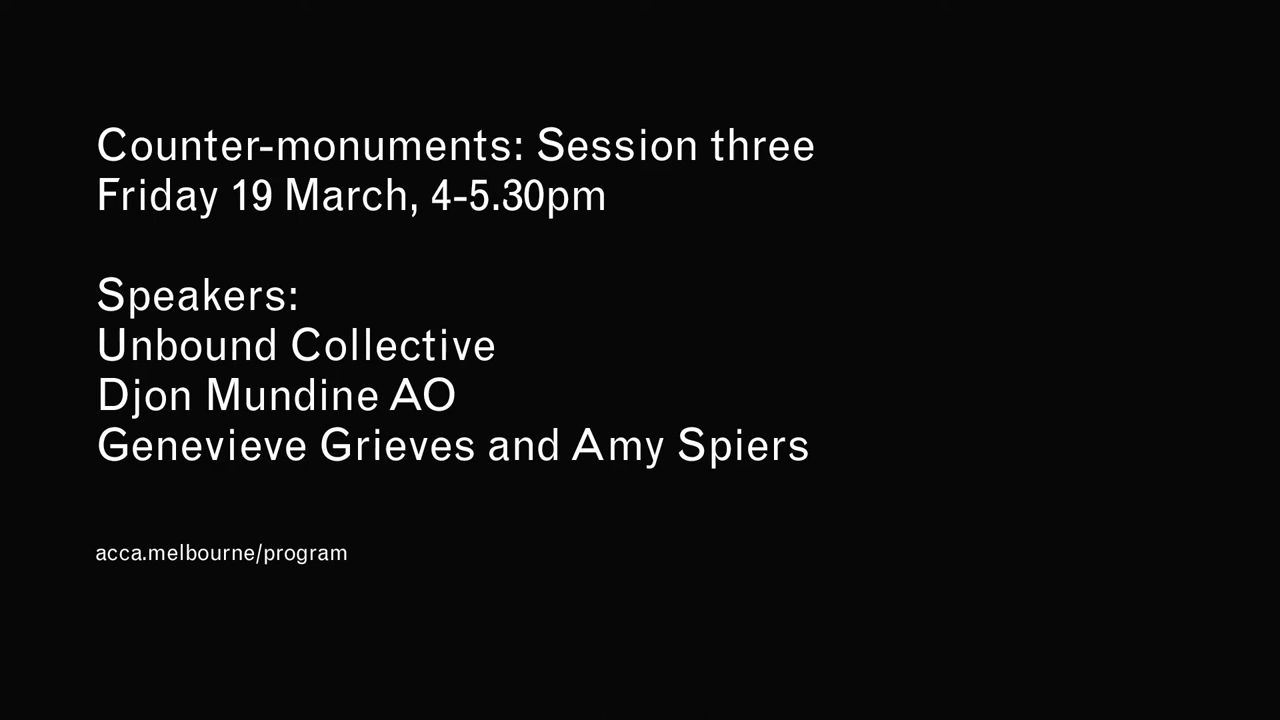 Counter-monuments: Session three
Friday 19 March, 4-5.30pm
Speakers:
Unbound Collective
Djon Mundine AO
Genevieve Grieves and Amy Spiers
acca.melbourne/program